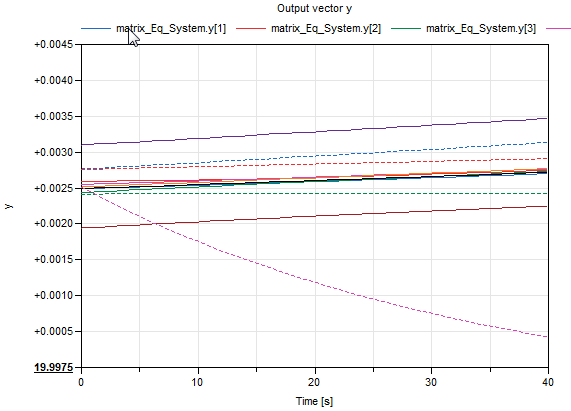 Output vector y
matrix_Eq_System.y[1] matrix_Eq_System.y[2] matrix_Eq_System.y[3]
+0.0045
+0.0040
+0.0035
+0.0030
+0.0025
+0.0020
+0.0015
+0.0010
+0.0005
19.9975
y
0 10 20 30 40
Time [s]